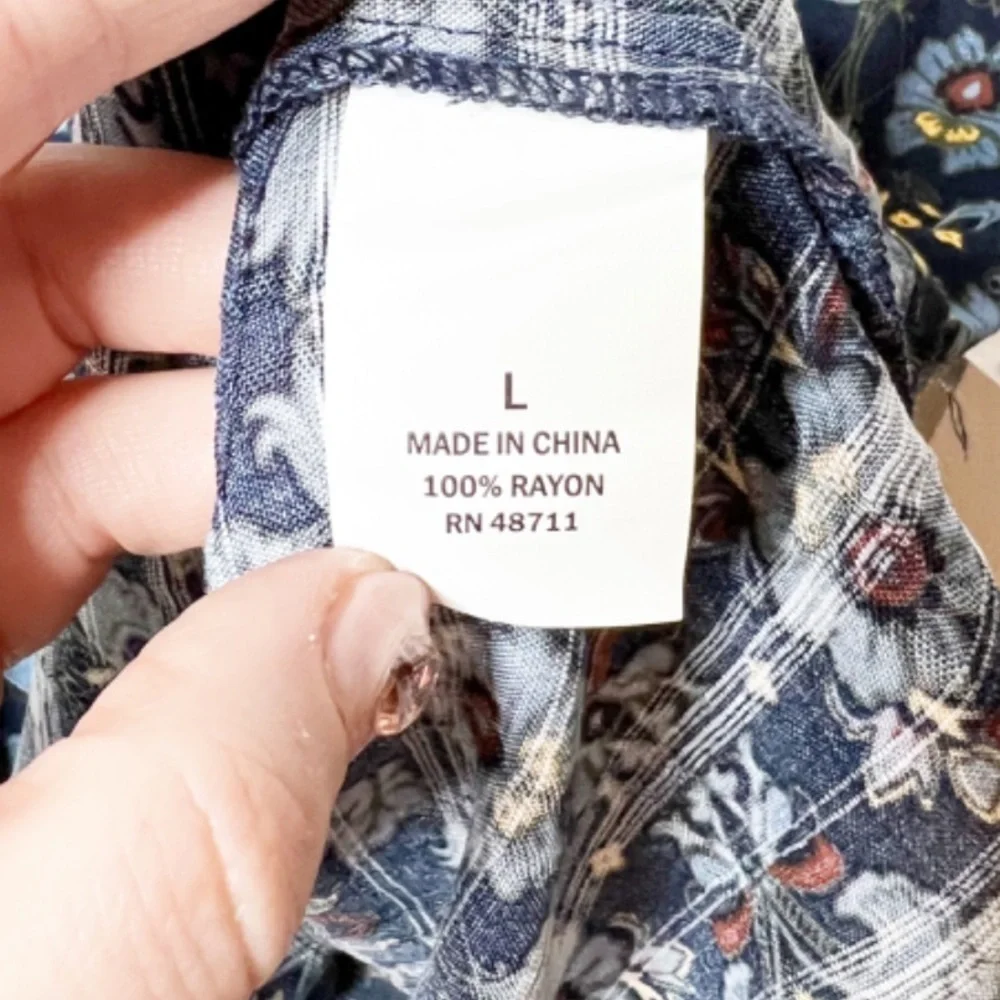 L
MADE IN CHINA
100% RAYON
RN 48711